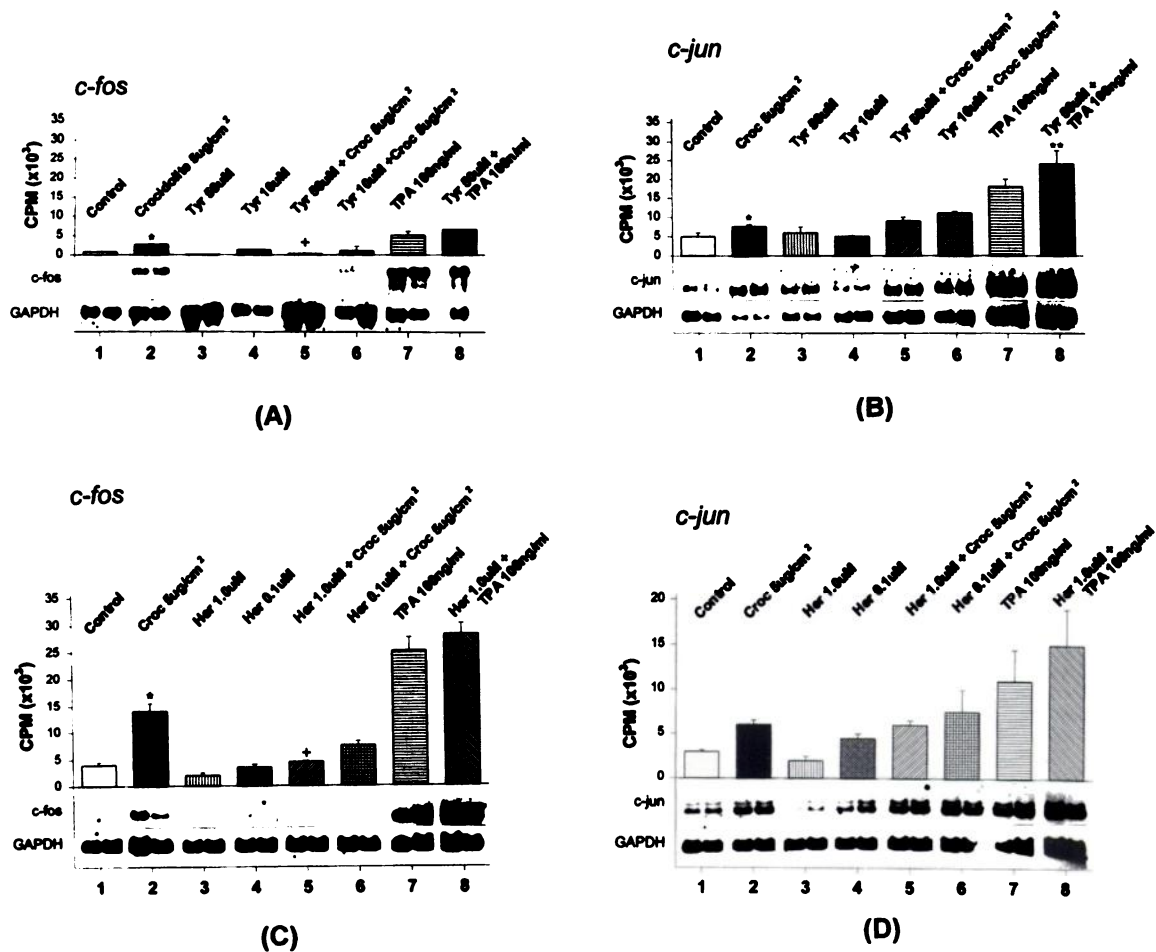 c-fos
Control
Crocidolite 5ug/cm²
Tyr 50uM
Tyr 10uM
Tyr 50uM + Croc 5ug/cm²
Tyr 10uM +Croc 5ug/cm²
TPA 100ng/ml
Tyr 50uM +
TPA 100n/ml
CPM (x10³)
35
30
25
20
15
10
5
0
*
+
c-fos
GAPDH
1 2 3 4 5 6 7 8
(A)
c-jun
Control
Croc 5ug/cm²
Tyr 50uM
Tyr 10uM
Tyr 50uM + Croc 5ug/cm²
Tyr 10uM + Croc 5ug/cm²
TPA 100ng/ml
Tyr 50uM +
TPA 100ng/ml
CPM (x10³)
35
30
25
20
15
10
5
0
*
**
c-jun
GAPDH
1 2 3 4 5 6 7 8
(B)
c-fos
Control
Croc 5ug/cm²
Her 1.0uM
Her 0.1uM
Her 1.0uM + Croc 5ug/cm²
Her 0.1uM + Croc 5ug/cm²
TPA 100ng/ml
Her 1.0uM +
TPA 100ng/ml
CPM (x10³)
35
30
25
20
15
10
5
0
*
+
c-fos
GAPDH
1 2 3 4 5 6 7 8
(C)
c-jun
Control
Croc 5ug/cm²
Her 1.0uM
Her 0.1uM
Her 1.0uM + Croc 5ug/cm²
Her 0.1uM + Croc 5ug/cm²
TPA 100ng/ml
Her 1.0uM +
TPA 100ng/ml
CPM (x10³)
20
15
10
5
0
c-jun
GAPDH
1 2 3 4 5 6 7 8
(D)